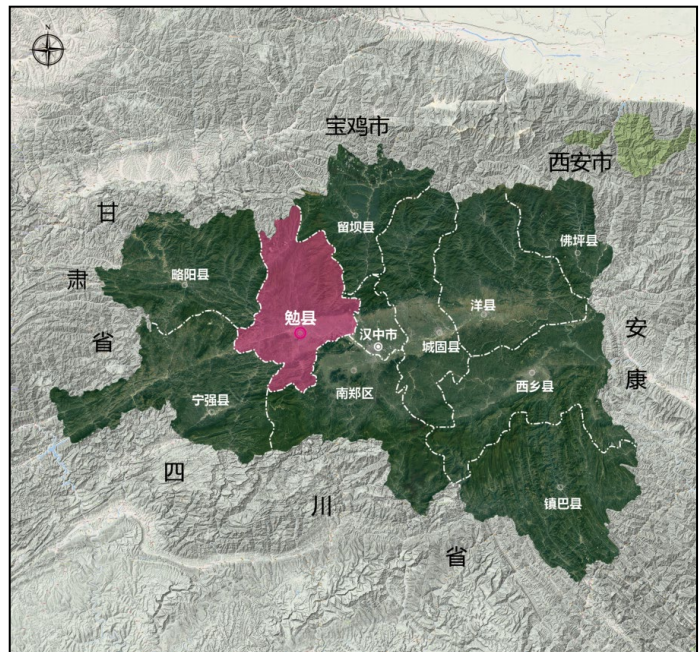 N
宝鸡市
西安市
甘肃省
留坝县
佛坪县
略阳县
洋县
勉县
汉中市
城固县
安康
西乡县
南郑区
宁强县
四川省
镇巴县